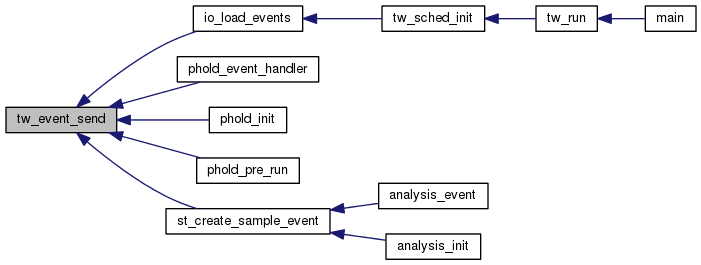 io_load_events
tw_sched_init
tw_run
main
phold_event_handler
tw_event_send
phold_init
phold_pre_run
analysis_event
st_create_sample_event
analysis_init